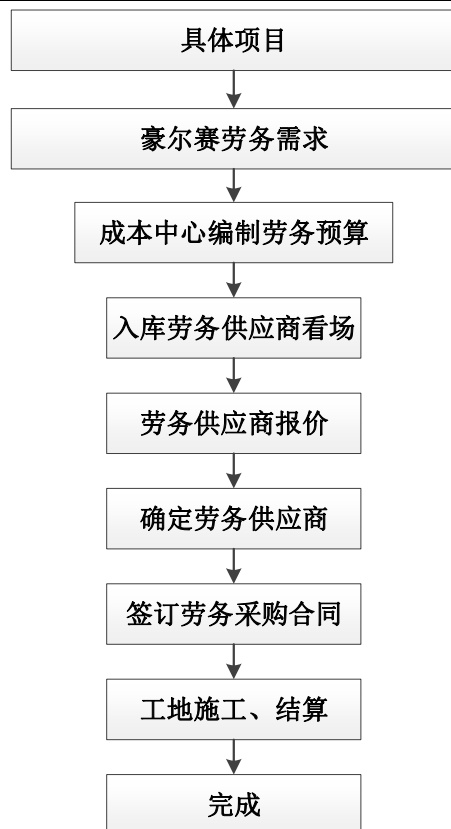 具体项目
豪尔赛劳务需求
成本中心编制劳务预算
入库劳务供应商看场
劳务供应商报价
确定劳务供应商
签订劳务采购合同
工地施工、结算
完成